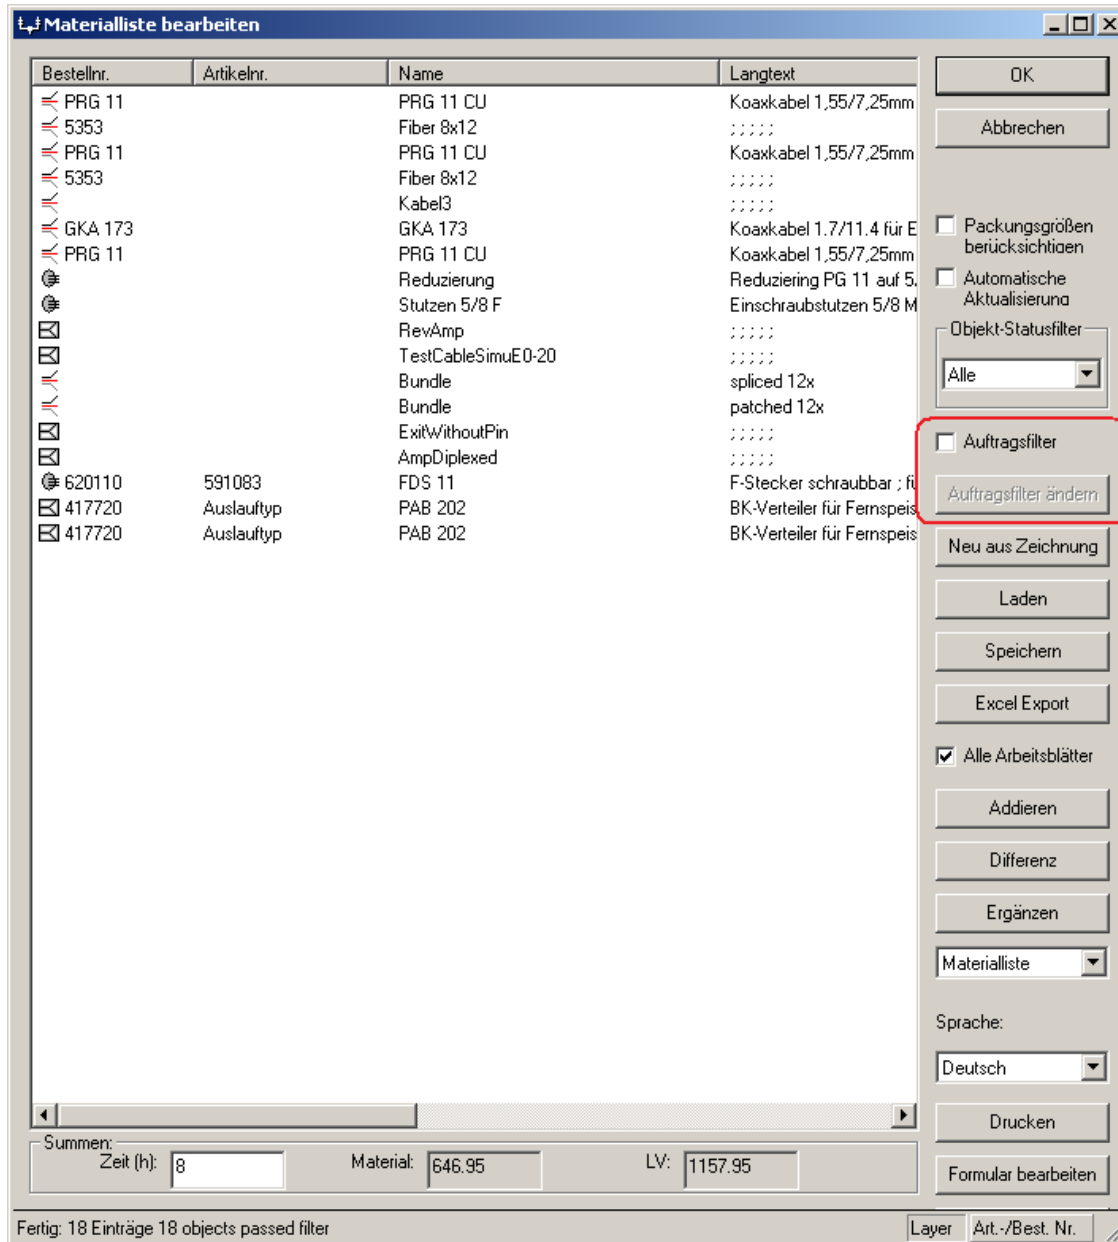 Materialliste bearbeiten
Bestellnr. Artikelnr. Name Langtext
PRG 11 PRG 11 CU Koaxkabel 1,55/7,25mm
5353 Fiber 8x12 ; ; ; ; ;
PRG 11 PRG 11 CU Koaxkabel 1,55/7,25mm
5353 Fiber 8x12 ; ; ; ; ;
Kabel3 ; ; ; ; ;
GKA 173 GKA 173 Koaxkabel 1.7/11.4 für E
PRG 11 PRG 11 CU Koaxkabel 1,55/7,25mm
Reduzierung Reduziering PG 11 auf 5.
Stutzen 5/8 F Einschraubstutzen 5/8 M
RevAmp ; ; ; ; ;
TestCableSimuE0-20 ; ; ; ; ;
Bundle spliced 12x
Bundle patched 12x
ExitWithoutPin ; ; ; ; ;
AmpDiplexed ; ; ; ; ;
620110 591083 FDS 11 F-Stecker schraubbar ; fü
417720 Auslauftyp PAB 202 BK-Verteiler für Fernspeis
417720 Auslauftyp PAB 202 BK-Verteiler für Fernspeis
OK
Abbrechen
Packungsgrößen
berücksichtigen
Automatische
Aktualisierung
Objekt-Statusfilter
Alle
Auftragsfilter
Auftragsfilter ändern
Neu aus Zeichnung
Laden
Speichern
Excel Export
Alle Arbeitsblätter
Addieren
Differenz
Ergänzen
Materialliste
Sprache:
Deutsch
Drucken
Formular bearbeiten
Summen:
Zeit (h): 8 Material: 646.95 LV: 1157.95
Fertig: 18 Einträge 18 objects passed filter Layer Art.-/Best. Nr.